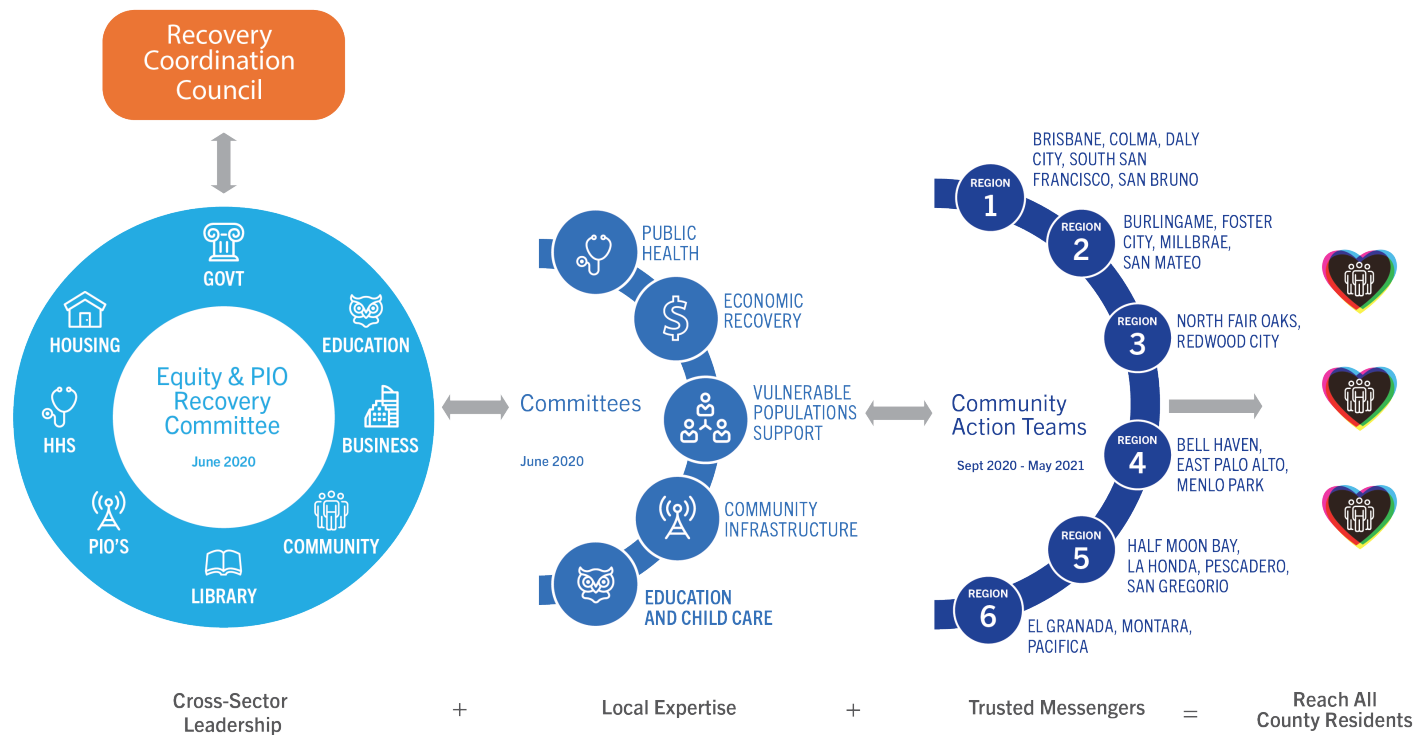 Recovery
Coordination
Council
GOVT
HOUSING
EDUCATION
Equity & PIO
Recovery
Committee
June 2020
HHS
BUSINESS
PIO'S
COMMUNITY
LIBRARY
Committees
June 2020
PUBLIC
HEALTH
$
ECONOMIC
RECOVERY
VULNERABLE
POPULATIONS
SUPPORT
COMMUNITY
INFRASTRUCTURE
EDUCATION
AND CHILD CARE
Community
Action Teams
Sept 2020 - May 2021
REGION
1
BRISBANE, COLMA, DALY
CITY, SOUTH SAN
FRANCISCO, SAN BRUNO
REGION
2
BURLINGAME, FOSTER
CITY, MILLBRAE,
SAN MATEO
REGION
3
NORTH FAIR OAKS,
REDWOOD CITY
REGION
4
BELL HAVEN,
EAST PALO ALTO,
MENLO PARK
REGION
5
HALF MOON BAY,
LA HONDA, PESCADERO,
SAN GREGORIO
REGION
6
EL GRANADA, MONTARA,
PACIFICA
Cross-Sector
Leadership
+
Local Expertise
+
Trusted Messengers
=
Reach All
County Residents